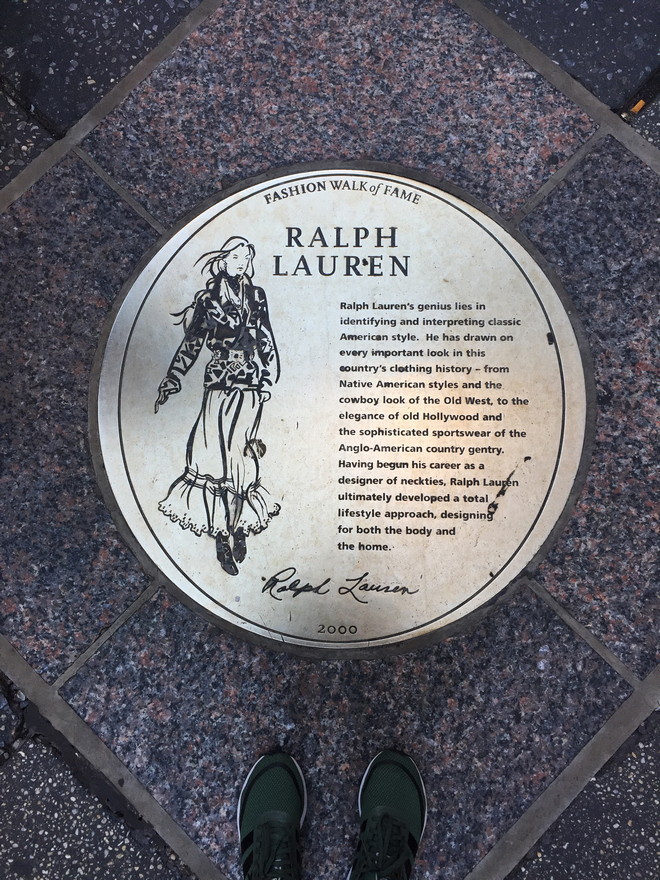 FASHION WALK of FAME
RALPH
LAUREN
Ralph Lauren's genius lies in
identifying and interpreting classic
American style. He has drawn on
every important look in this
country's clothing history – from
Native American styles and the
cowboy look of the Old West, to the
elegance of old Hollywood and
the sophisticated sportswear of the
Anglo-American country gentry.
Having begun his career as a
designer of neckties, Ralph Lauren
ultimately developed a total
lifestyle approach, designing
for both the body and
the home.
Ralph Lauren
2000